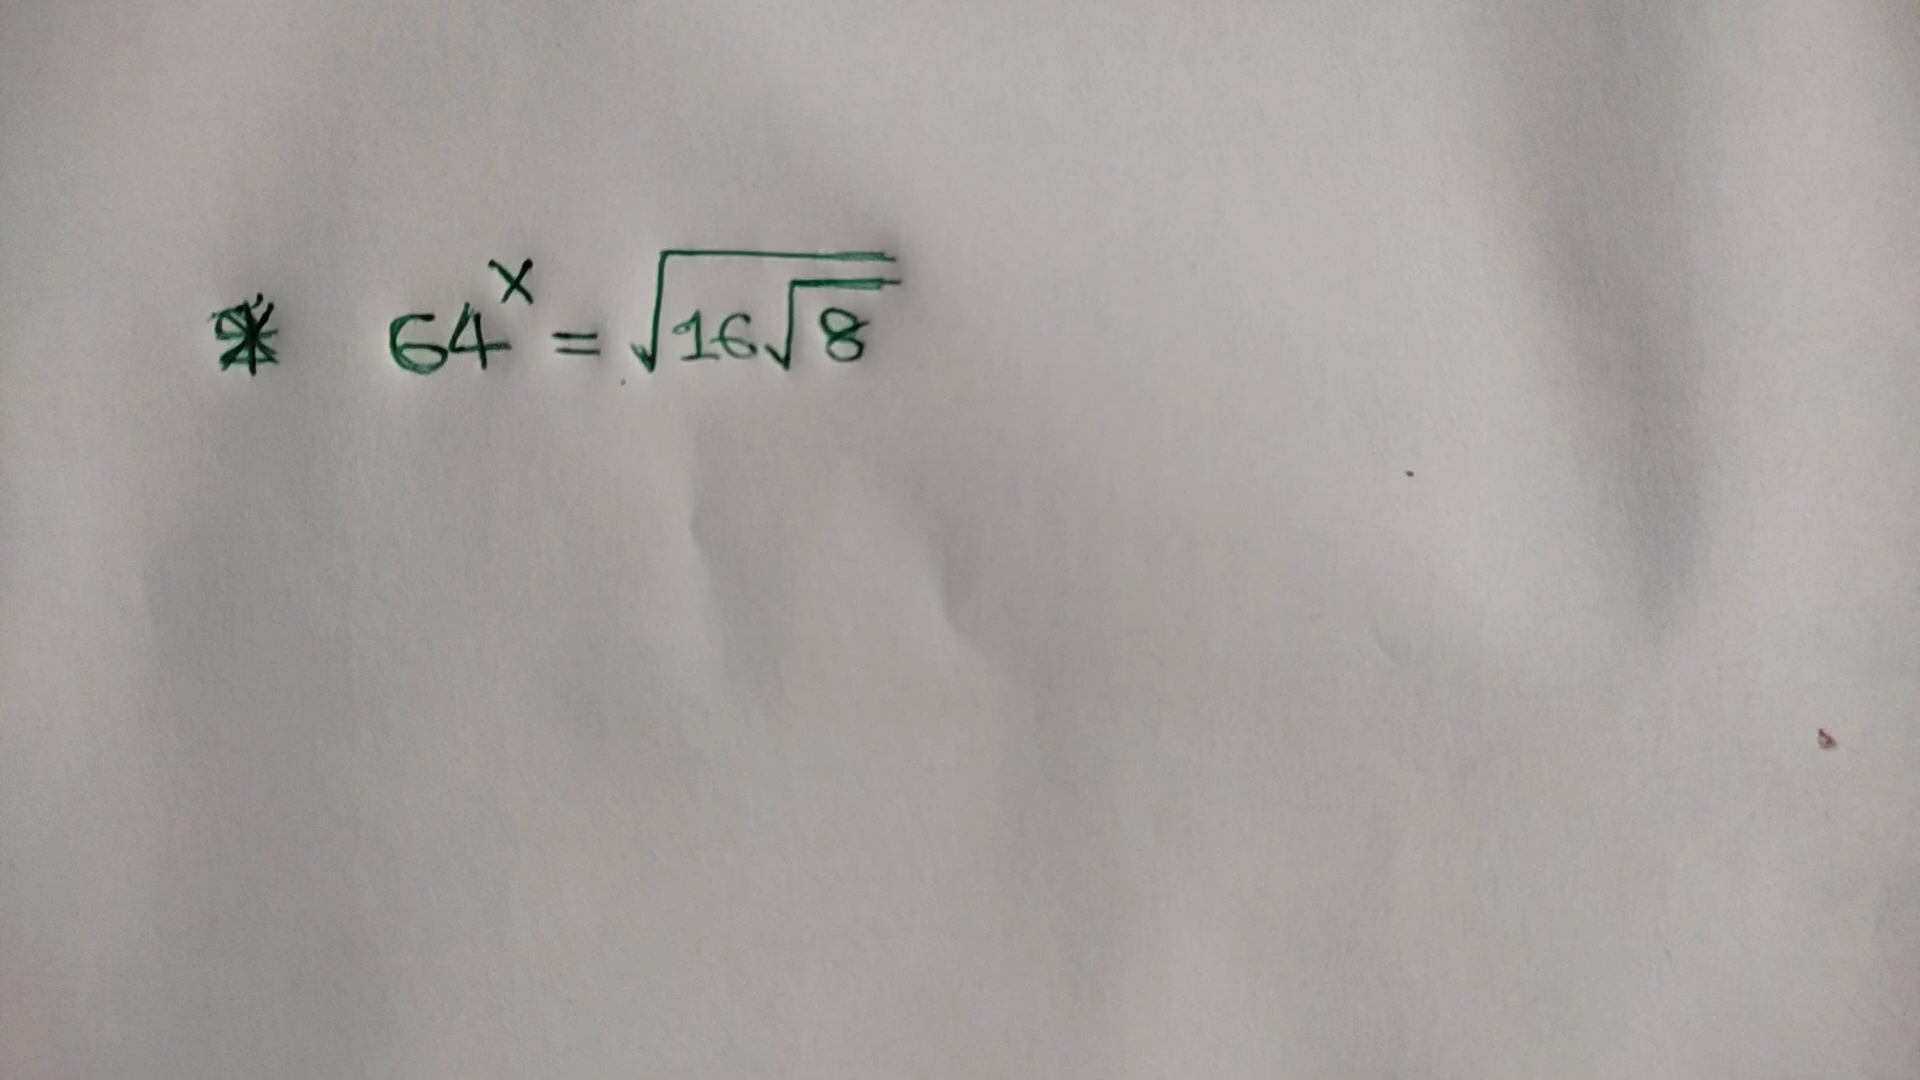 * 64^x = √(16√8)